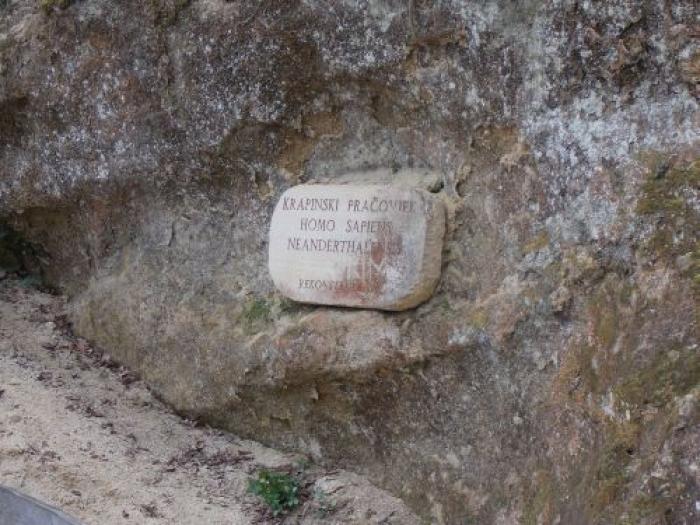 KRAPINSKI PRAČOVJEK
HOMO SAPIENS
NEANDERTHALENSIS